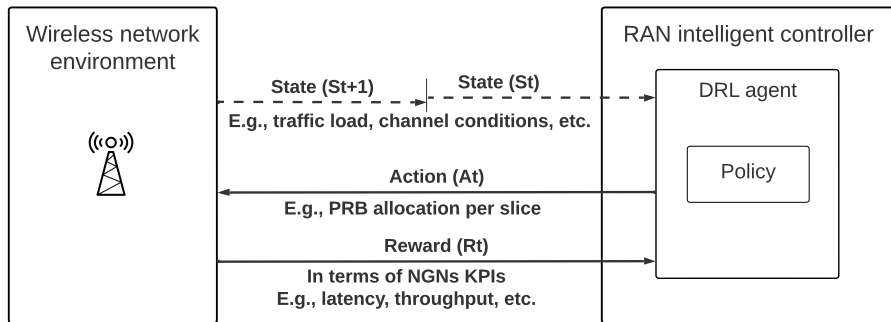 Wireless network
environment
RAN intelligent controller
State (St+1)
State (St)
E.g., traffic load, channel conditions, etc.
DRL agent
Policy
Action (At)
E.g., PRB allocation per slice
Reward (Rt)
In terms of NGNs KPIs
E.g., latency, throughput, etc.